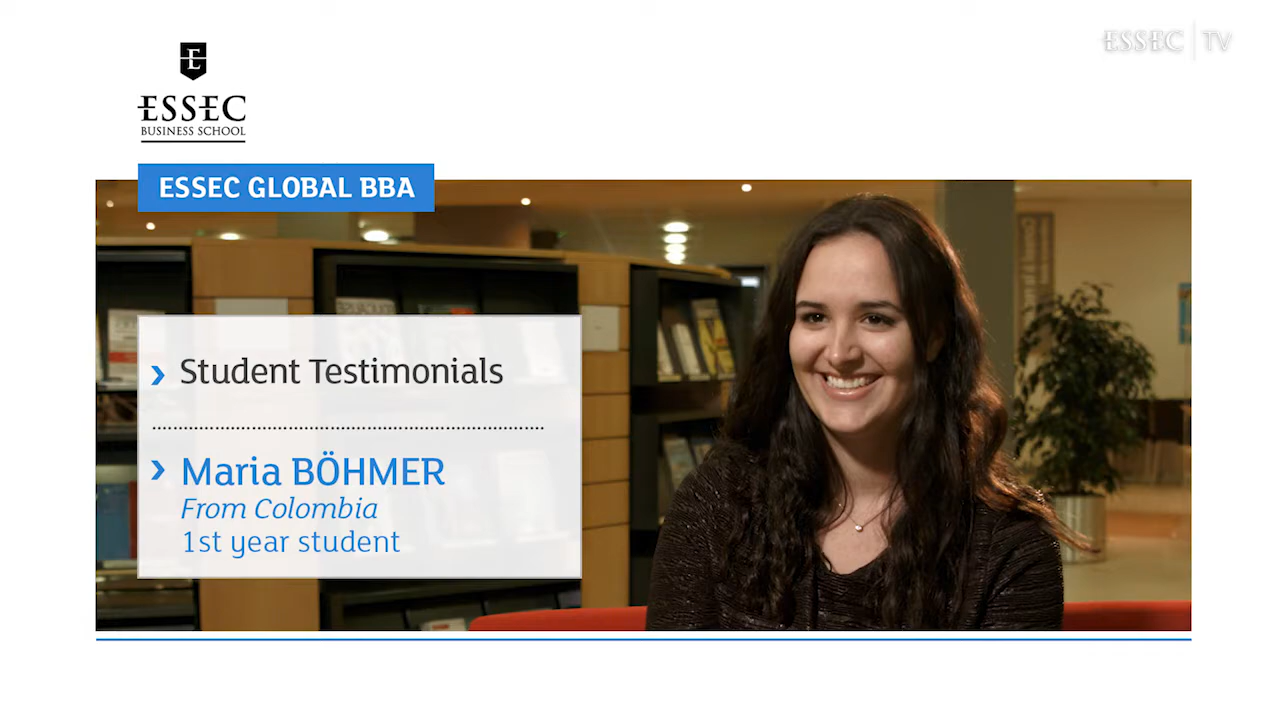 E
ESSEC
BUSINESS SCHOOL
ESSEC | TV
ESSEC GLOBAL BBA
› Student Testimonials
› Maria BÖHMER
From Colombia
1st year student